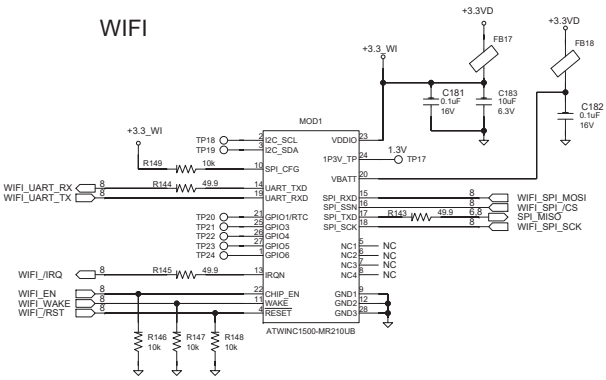 WIFI
+3.3VD
FB17
+3.3VD
FB18
+3.3_WI
C181
0.1uF
16V
C183
10uF
6.3V
C182
0.1uF
16V
MOD1
+3.3_WI
R149
10k
TP18 2 I2C_SCL
TP19 3 I2C_SDA
10 SPI_CFG
VDDIO 23
1P3V_TP 24
1.3V
TP17
VBATT 20
WIFI_UART_RX 8 R144 49.9 14 UART_TXD
WIFI_UART_TX 8 19 UART_RXD
SPI_RXD 15 8 WIFI_SPI_MOSI
SPI_SSN 16 8 WIFI_SPI_/CS
SPI_TXD 17 R143 49.9 6,8 SPI_MISO
SPI_SCK 18 8 WIFI_SPI_SCK
TP20 21 GPIO1/RTC
TP21 25 GPIO3
TP22 26 GPIO4
TP23 27 GPIO5
TP24 1 GPIO6
NC1 5 NC
NC2 6 NC
NC3 7 NC
NC4 8 NC
WIFI_/IRQ 8 R145 49.9 13 IRQN
WIFI_EN 8 22 CHIP_EN
WIFI_WAKE 8 11 WAKE
WIFI_/RST 8 4 RESET
GND1 9
GND2 12
GND3 28
ATWINC1500-MR210UB
R146
10k
R147
10k
R148
10k